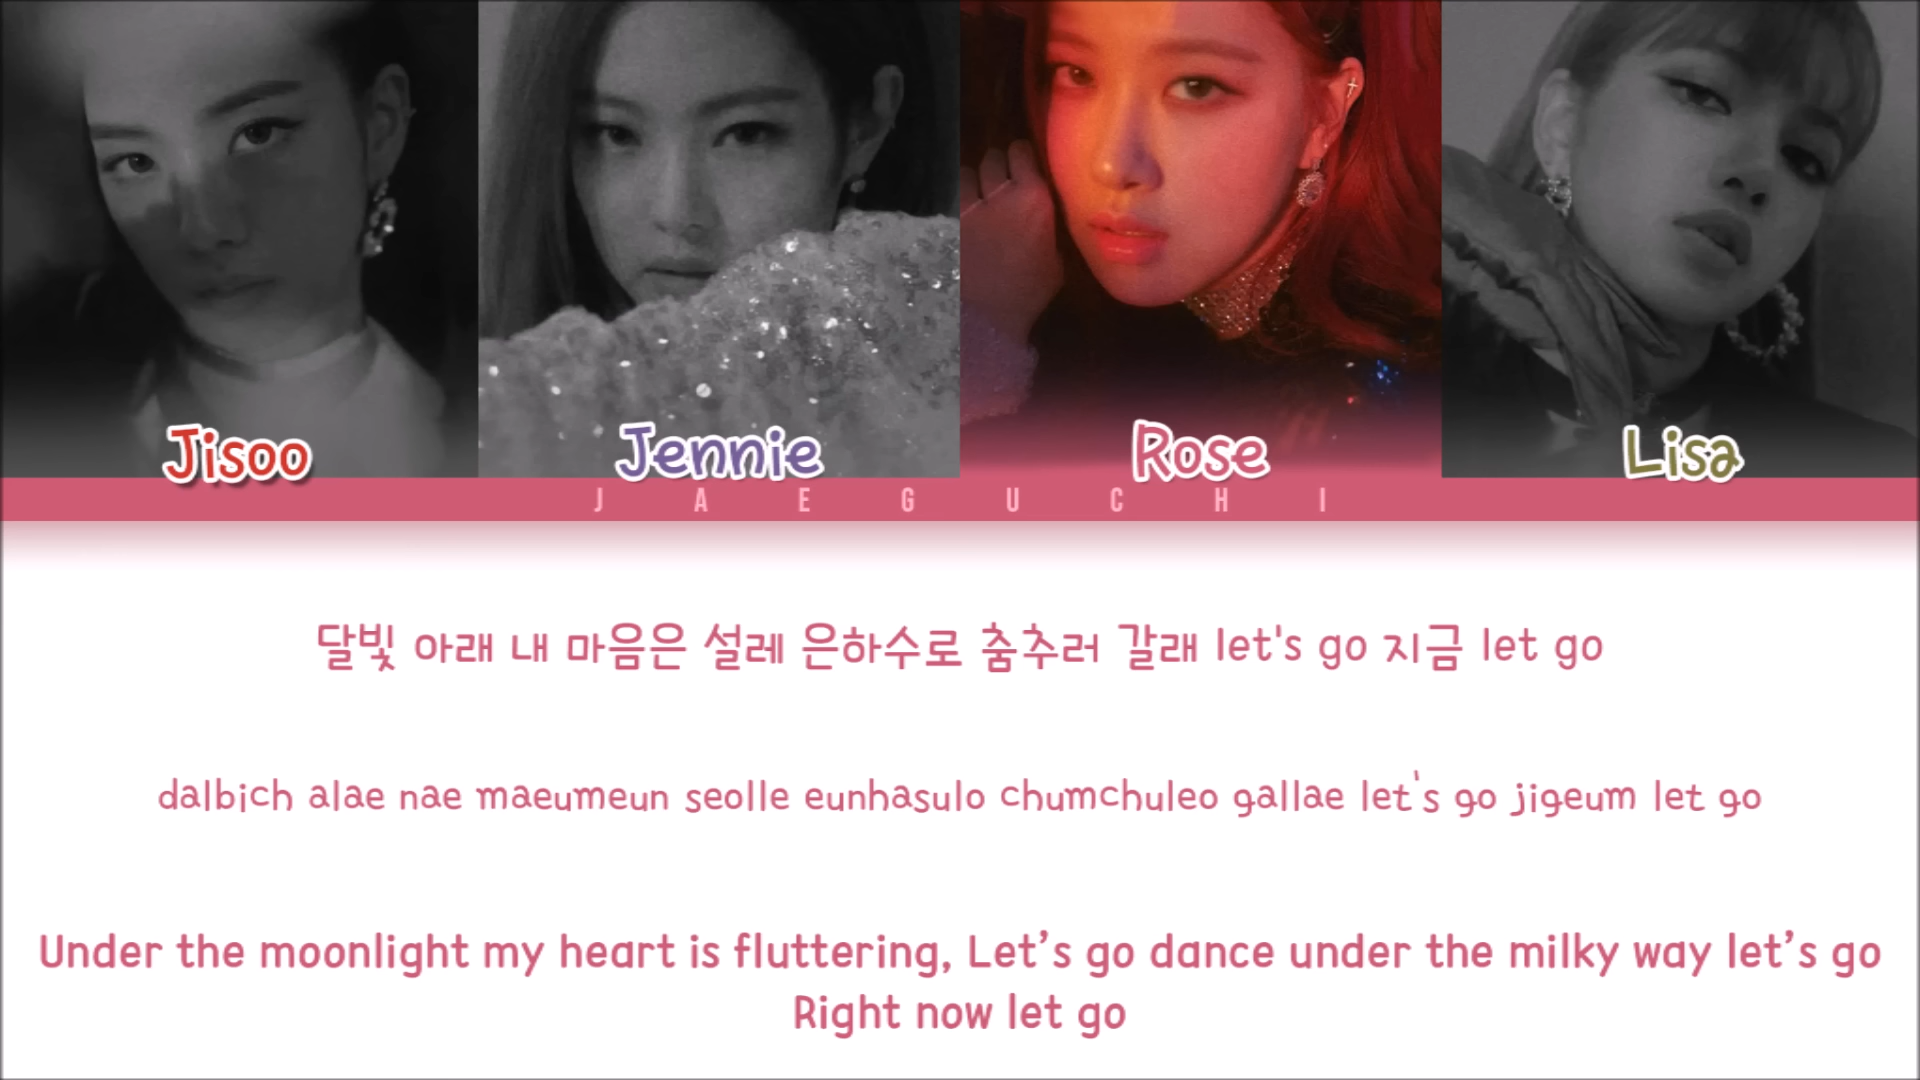 Jisoo Jennie Rose Lisa
JAEGUCHI
달빛 아래 내 마음은 설레 은하수로 춤추러 갈래 let's go 지금 let go
dalbich alae nae maeumeun seolle eunhasulo chumchuleo gallae let's go jigeum let go
Under the moonlight my heart is fluttering, Let’s go dance under the milky way let’s go
Right now let go